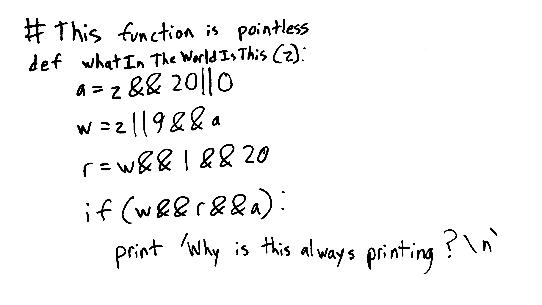 # This function is pointless
def whatInTheWorldIsThis(z):
a = z && 20||0
w = z||9&&a
r = w&&1&&20
if (w&&r&&a):
print 'Why is this always printing?\n'